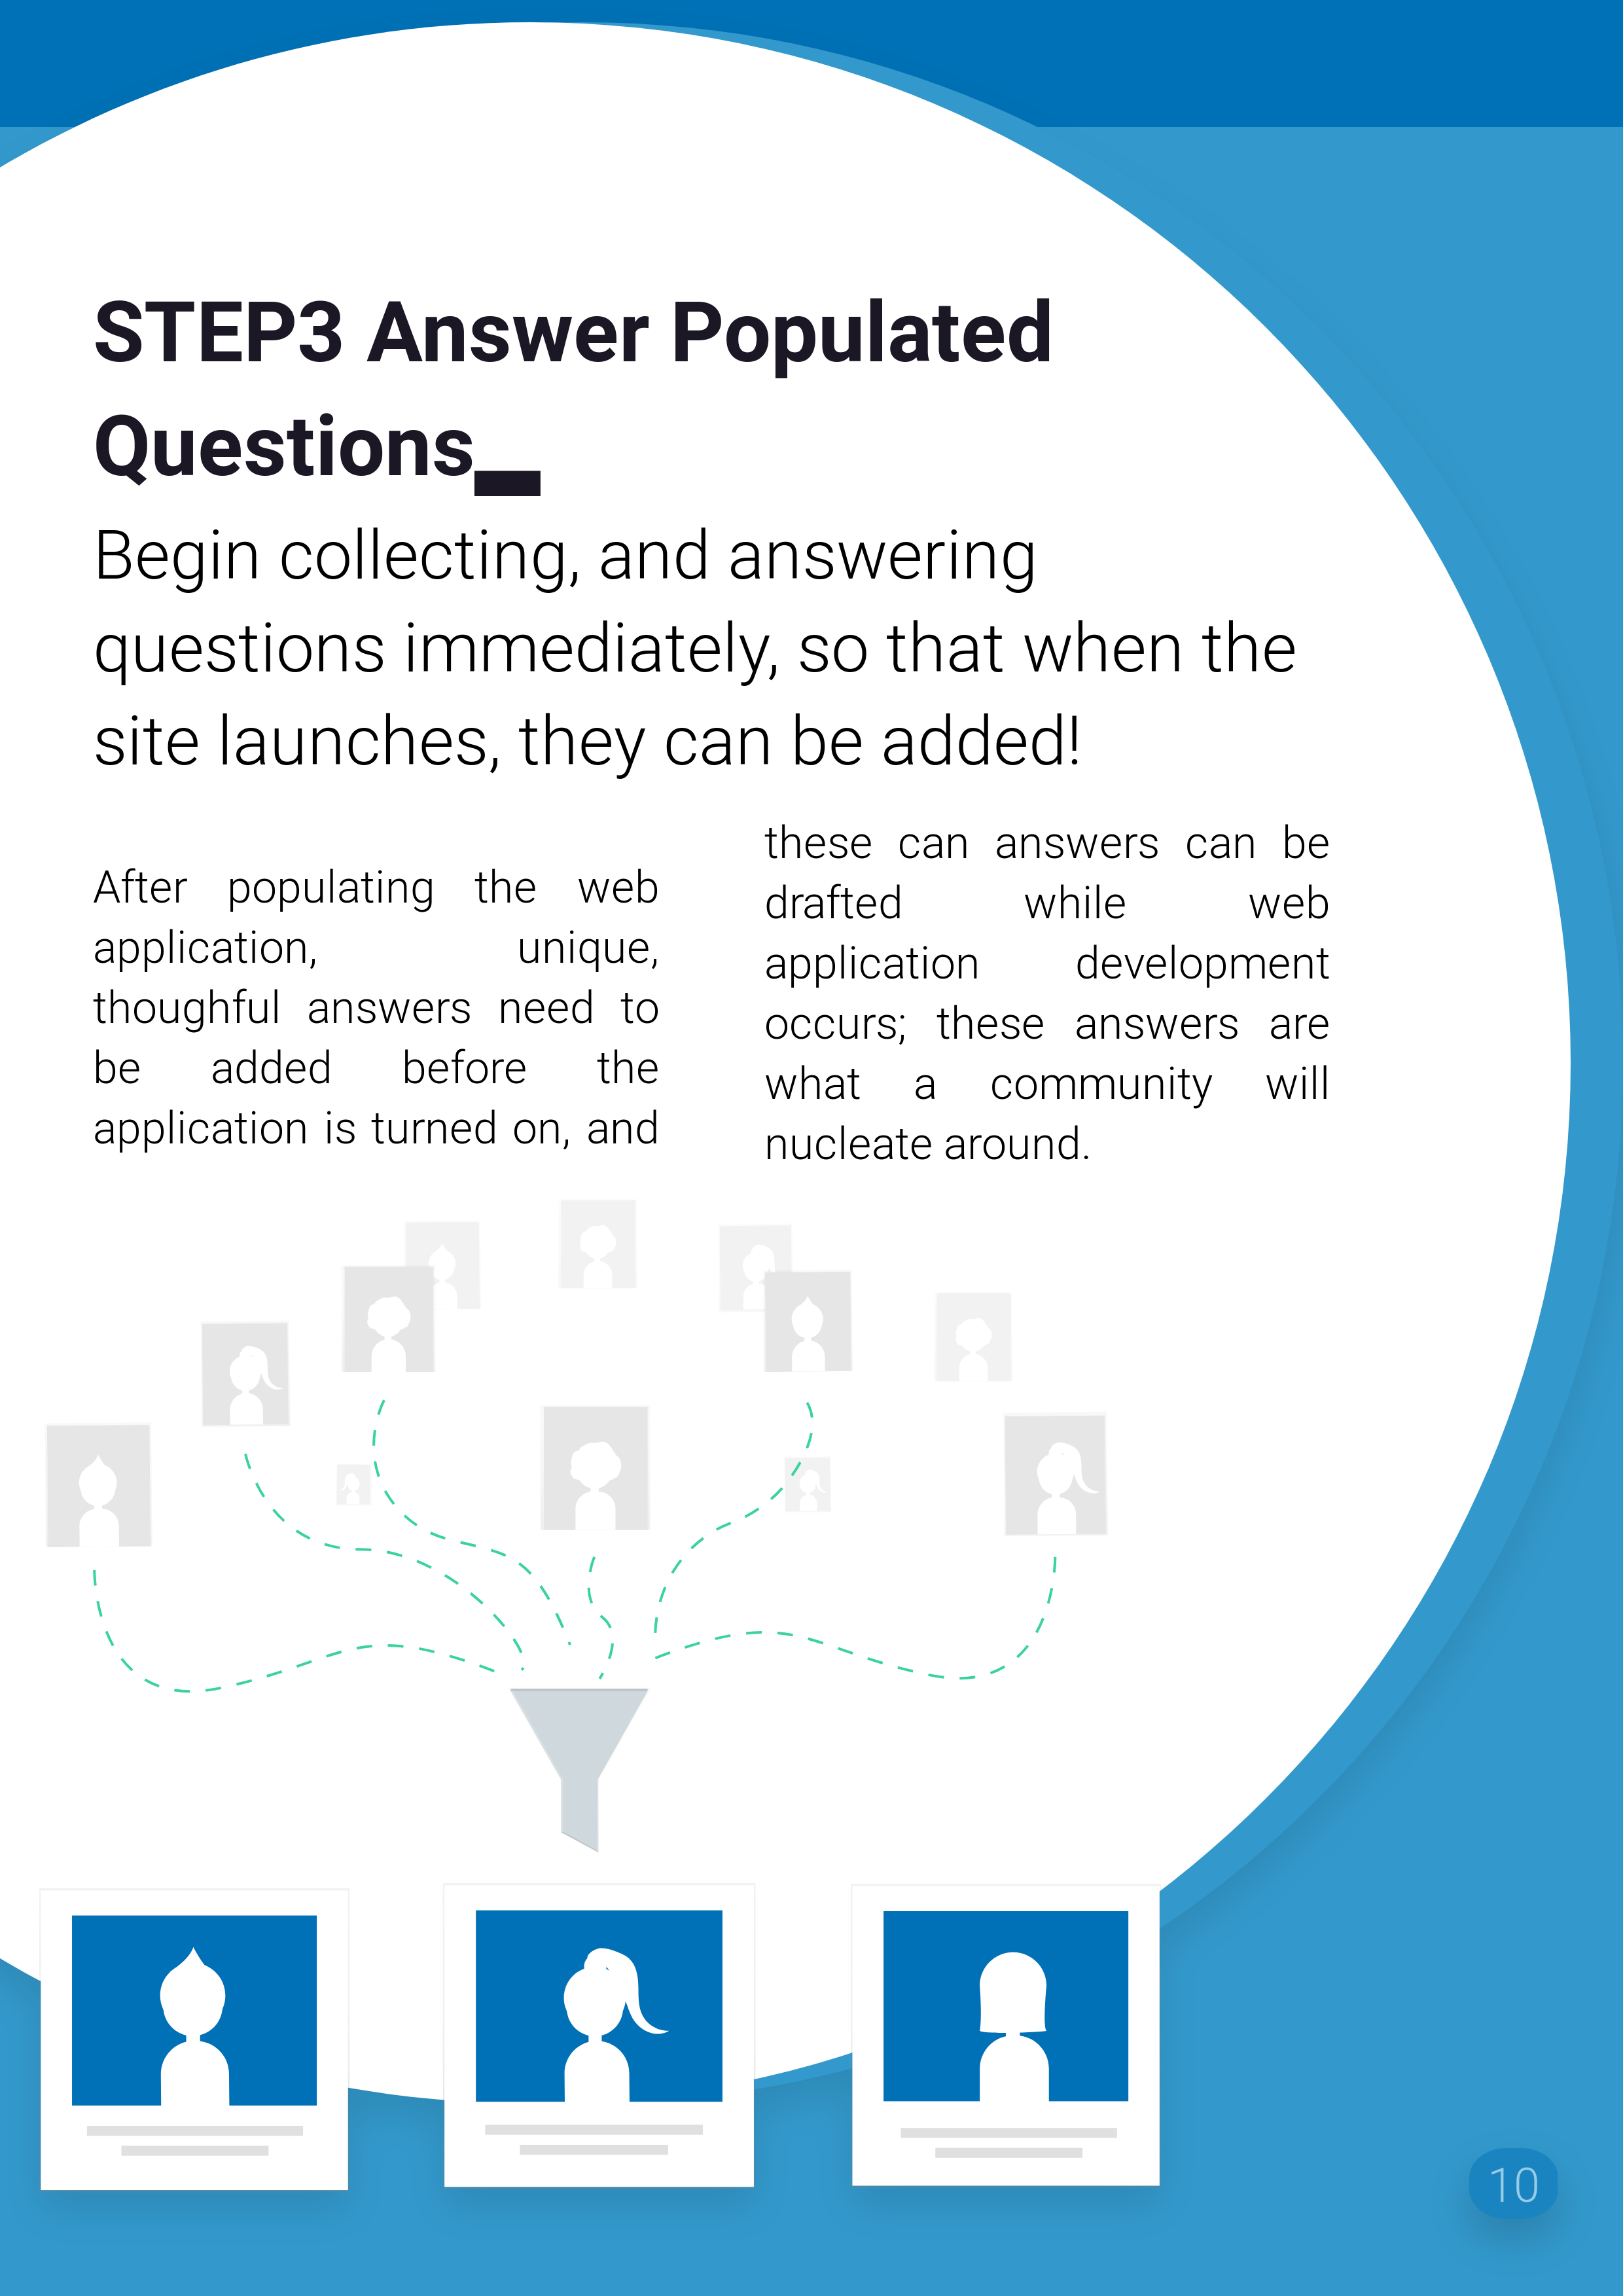 STEP3 Answer Populated
Questions_
Begin collecting, and answering
questions immediately, so that when the
site launches, they can be added!
After populating the web
application, unique,
thoughful answers need to
be added before the
application is turned on, and
these can answers can be
drafted while web
application development
occurs; these answers are
what a community will
nucleate around.
10